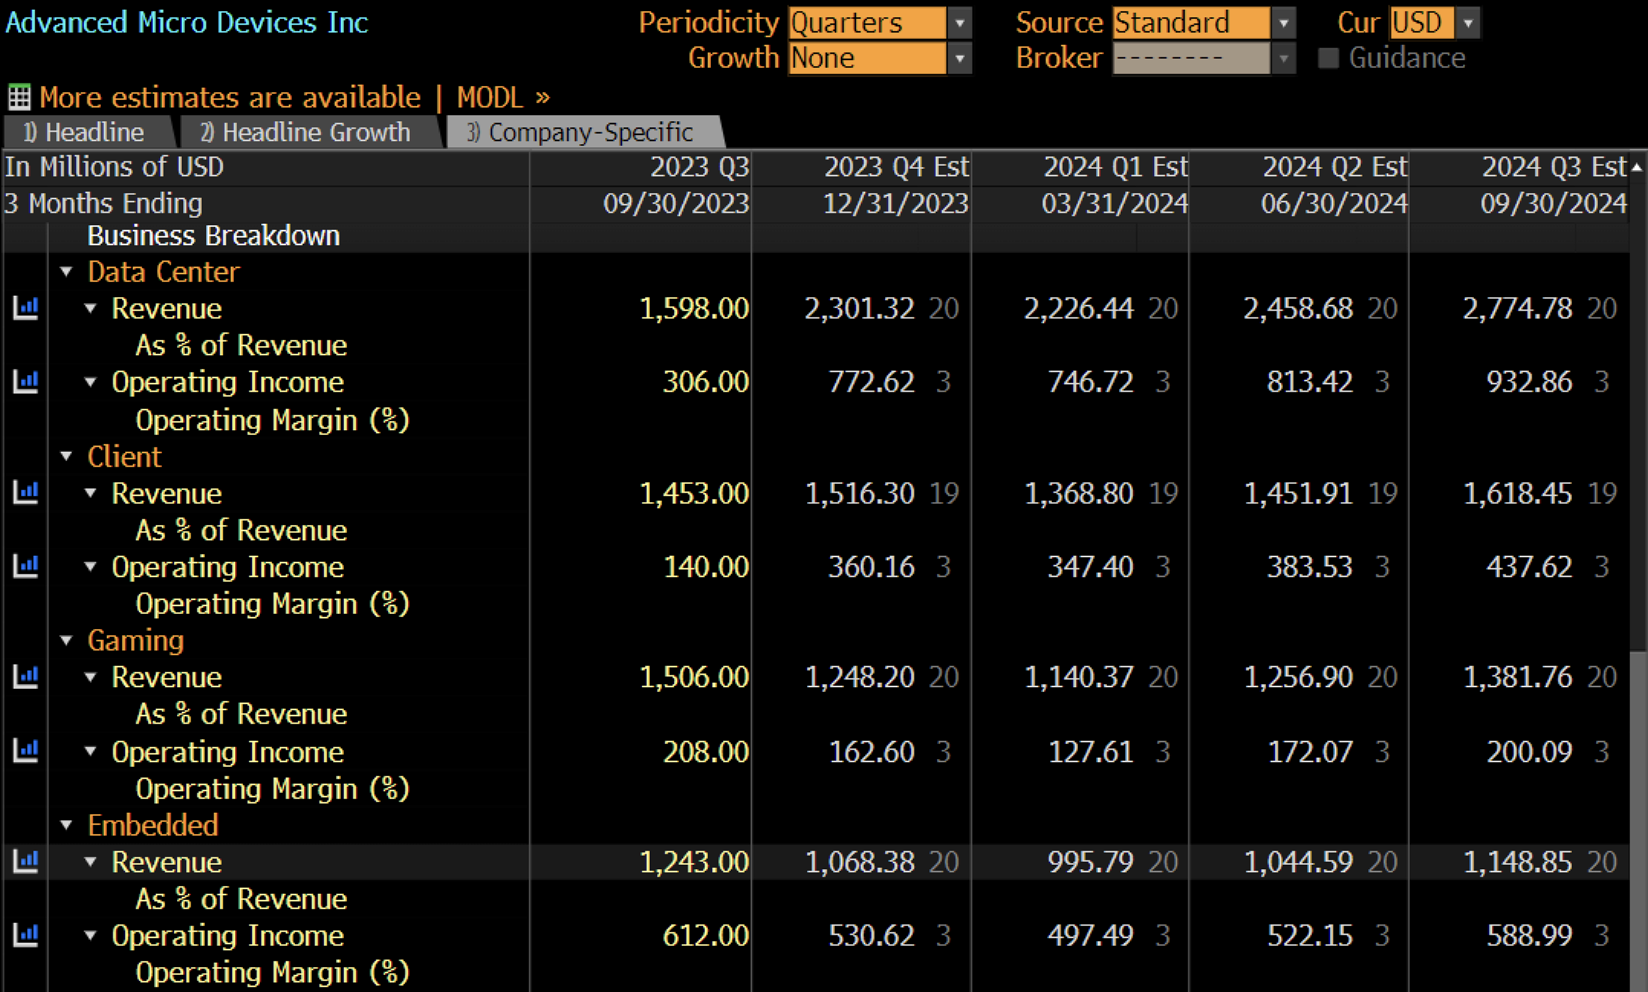 Advanced Micro Devices Inc Periodicity Quarters Source Standard Cur USD
Growth None Broker -------- Guidance
More estimates are available | MODL »
1) Headline 2) Headline Growth 3) Company-Specific
In Millions of USD 2023 Q3 2023 Q4 Est 2024 Q1 Est 2024 Q2 Est 2024 Q3 Est
3 Months Ending 09/30/2023 12/31/2023 03/31/2024 06/30/2024 09/30/2024
Business Breakdown
Data Center
Revenue 1,598.00 2,301.32 20 2,226.44 20 2,458.68 20 2,774.78 20
As % of Revenue
Operating Income 306.00 772.62 3 746.72 3 813.42 3 932.86 3
Operating Margin (%)
Client
Revenue 1,453.00 1,516.30 19 1,368.80 19 1,451.91 19 1,618.45 19
As % of Revenue
Operating Income 140.00 360.16 3 347.40 3 383.53 3 437.62 3
Operating Margin (%)
Gaming
Revenue 1,506.00 1,248.20 20 1,140.37 20 1,256.90 20 1,381.76 20
As % of Revenue
Operating Income 208.00 162.60 3 127.61 3 172.07 3 200.09 3
Operating Margin (%)
Embedded
Revenue 1,243.00 1,068.38 20 995.79 20 1,044.59 20 1,148.85 20
As % of Revenue
Operating Income 612.00 530.62 3 497.49 3 522.15 3 588.99 3
Operating Margin (%)